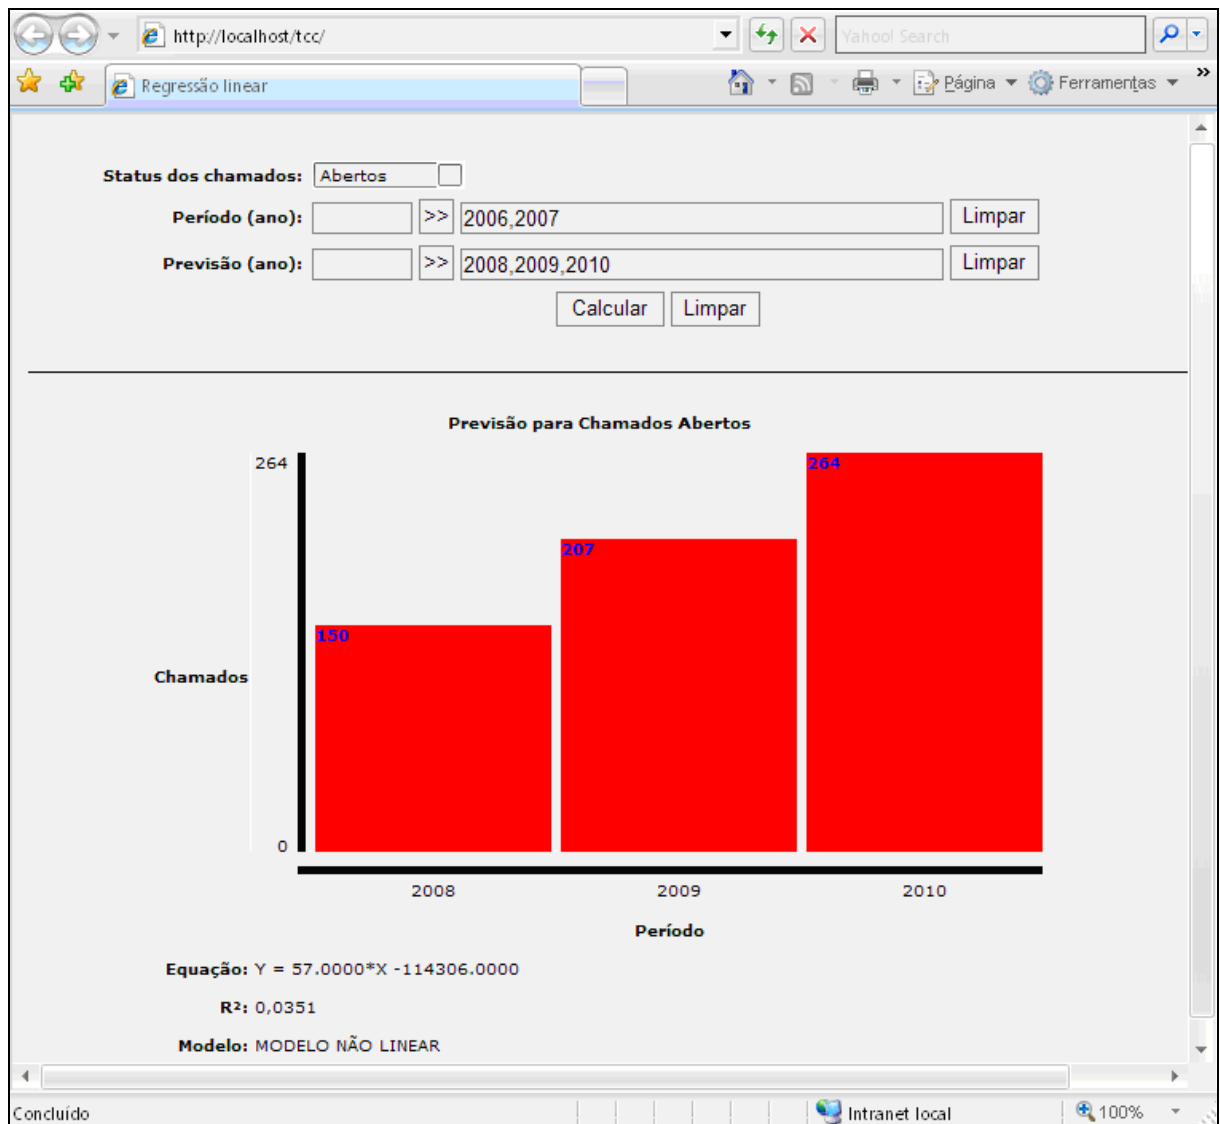 http://localhost/tcc/
Yahoo! Search
Regressão linear
Página
Ferramentas
»
Status dos chamados: Abertos
Período (ano): >> 2006,2007 Limpar
Previsão (ano): >> 2008,2009,2010 Limpar
Calcular Limpar
Previsão para Chamados Abertos
264
264
207
150
Chamados
0
2008 2009 2010
Período
Equação: Y = 57.0000*X -114306.0000
R²: 0,0351
Modelo: MODELO NÃO LINEAR
Concluído Intranet local 100%